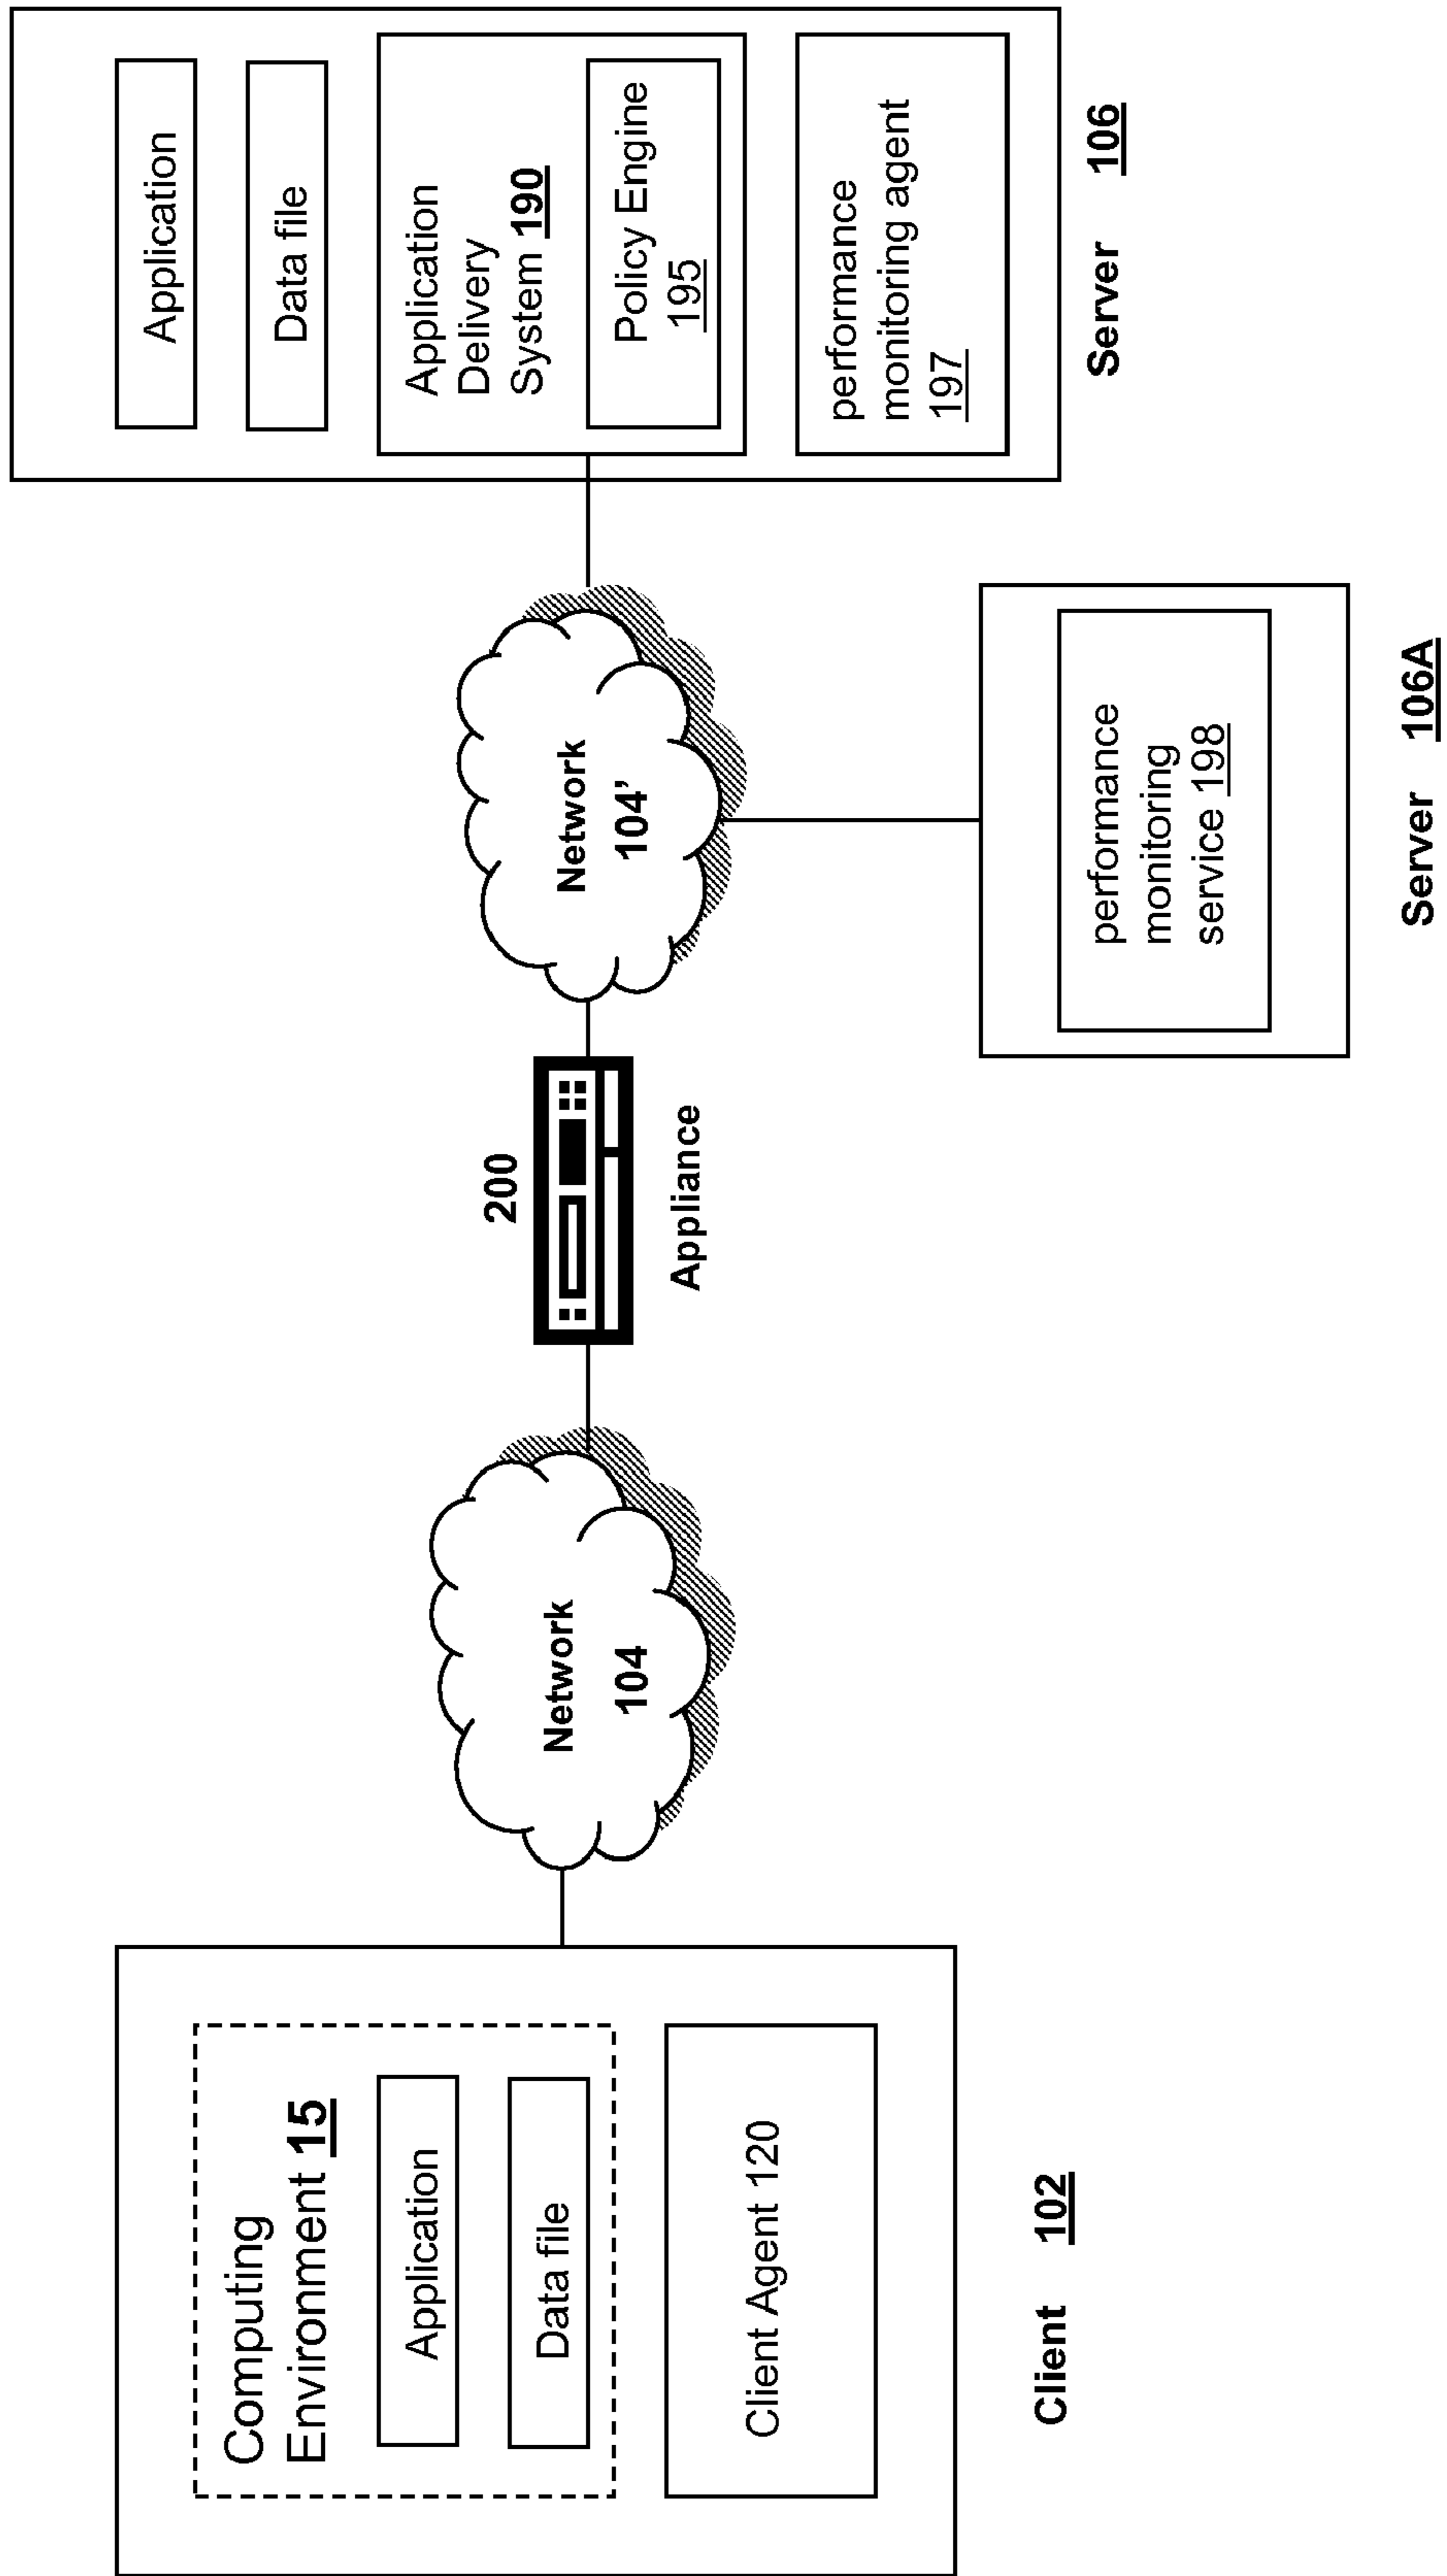 Computing
Environment 15
Application
Data file
Client Agent 120
Client 102
Network
104
200
Appliance
Network
104’
performance
monitoring
service 198
Server 106A
Application
Data file
Application
Delivery
System 190
Policy Engine
195
performance
monitoring agent
197
Server 106